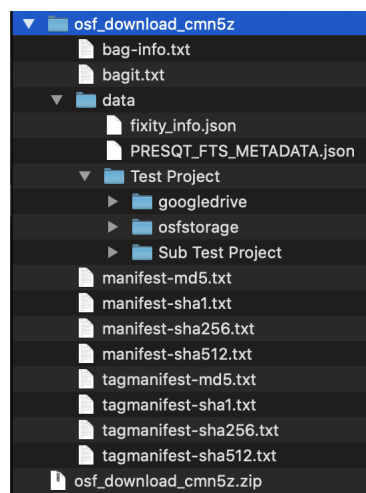 osf_download_cmn5z
bag-info.txt
bagit.txt
data
fixity_info.json
PRESQT_FTS_METADATA.json
Test Project
googledrive
osfstorage
Sub Test Project
manifest-md5.txt
manifest-sha1.txt
manifest-sha256.txt
manifest-sha512.txt
tagmanifest-md5.txt
tagmanifest-sha1.txt
tagmanifest-sha256.txt
tagmanifest-sha512.txt
osf_download_cmn5z.zip